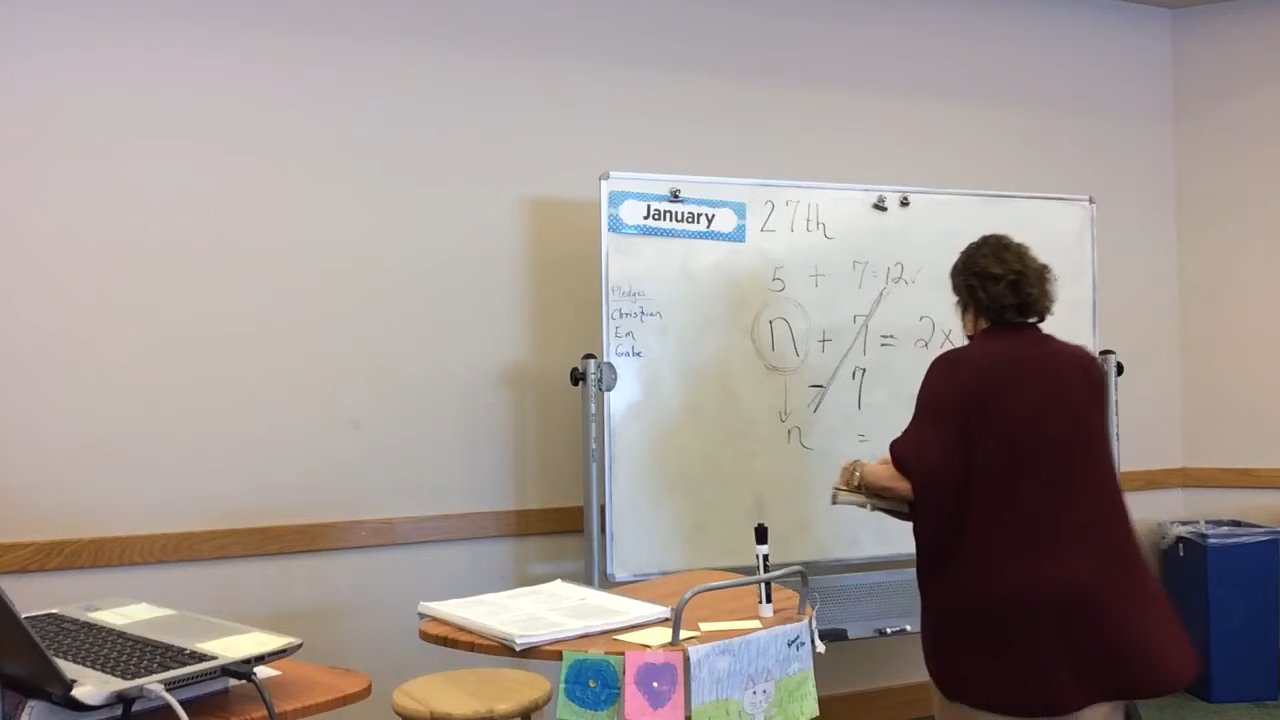 January 27th
5 + 7 = 12 ✓
Pledges
Christian
Em
Gabe
n + 7 = 2x
- 7
n =